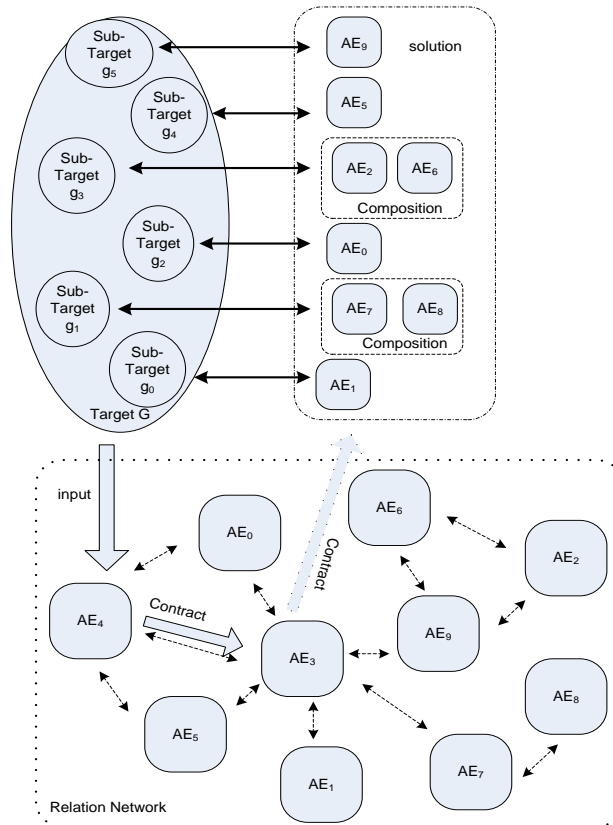 Sub-
Target
g₅
AE₉
solution
Sub-
Target
g₄
AE₅
Sub-
Target
g₃
AE₂
AE₆
Composition
Sub-
Target
g₂
AE₀
Sub-
Target
g₁
AE₇
AE₈
Composition
Sub-
Target
g₀
AE₁
Target G
input
Contract
AE₆
AE₀
AE₂
AE₄
Contract
AE₉
AE₃
AE₈
AE₅
AE₇
AE₁
Relation Network